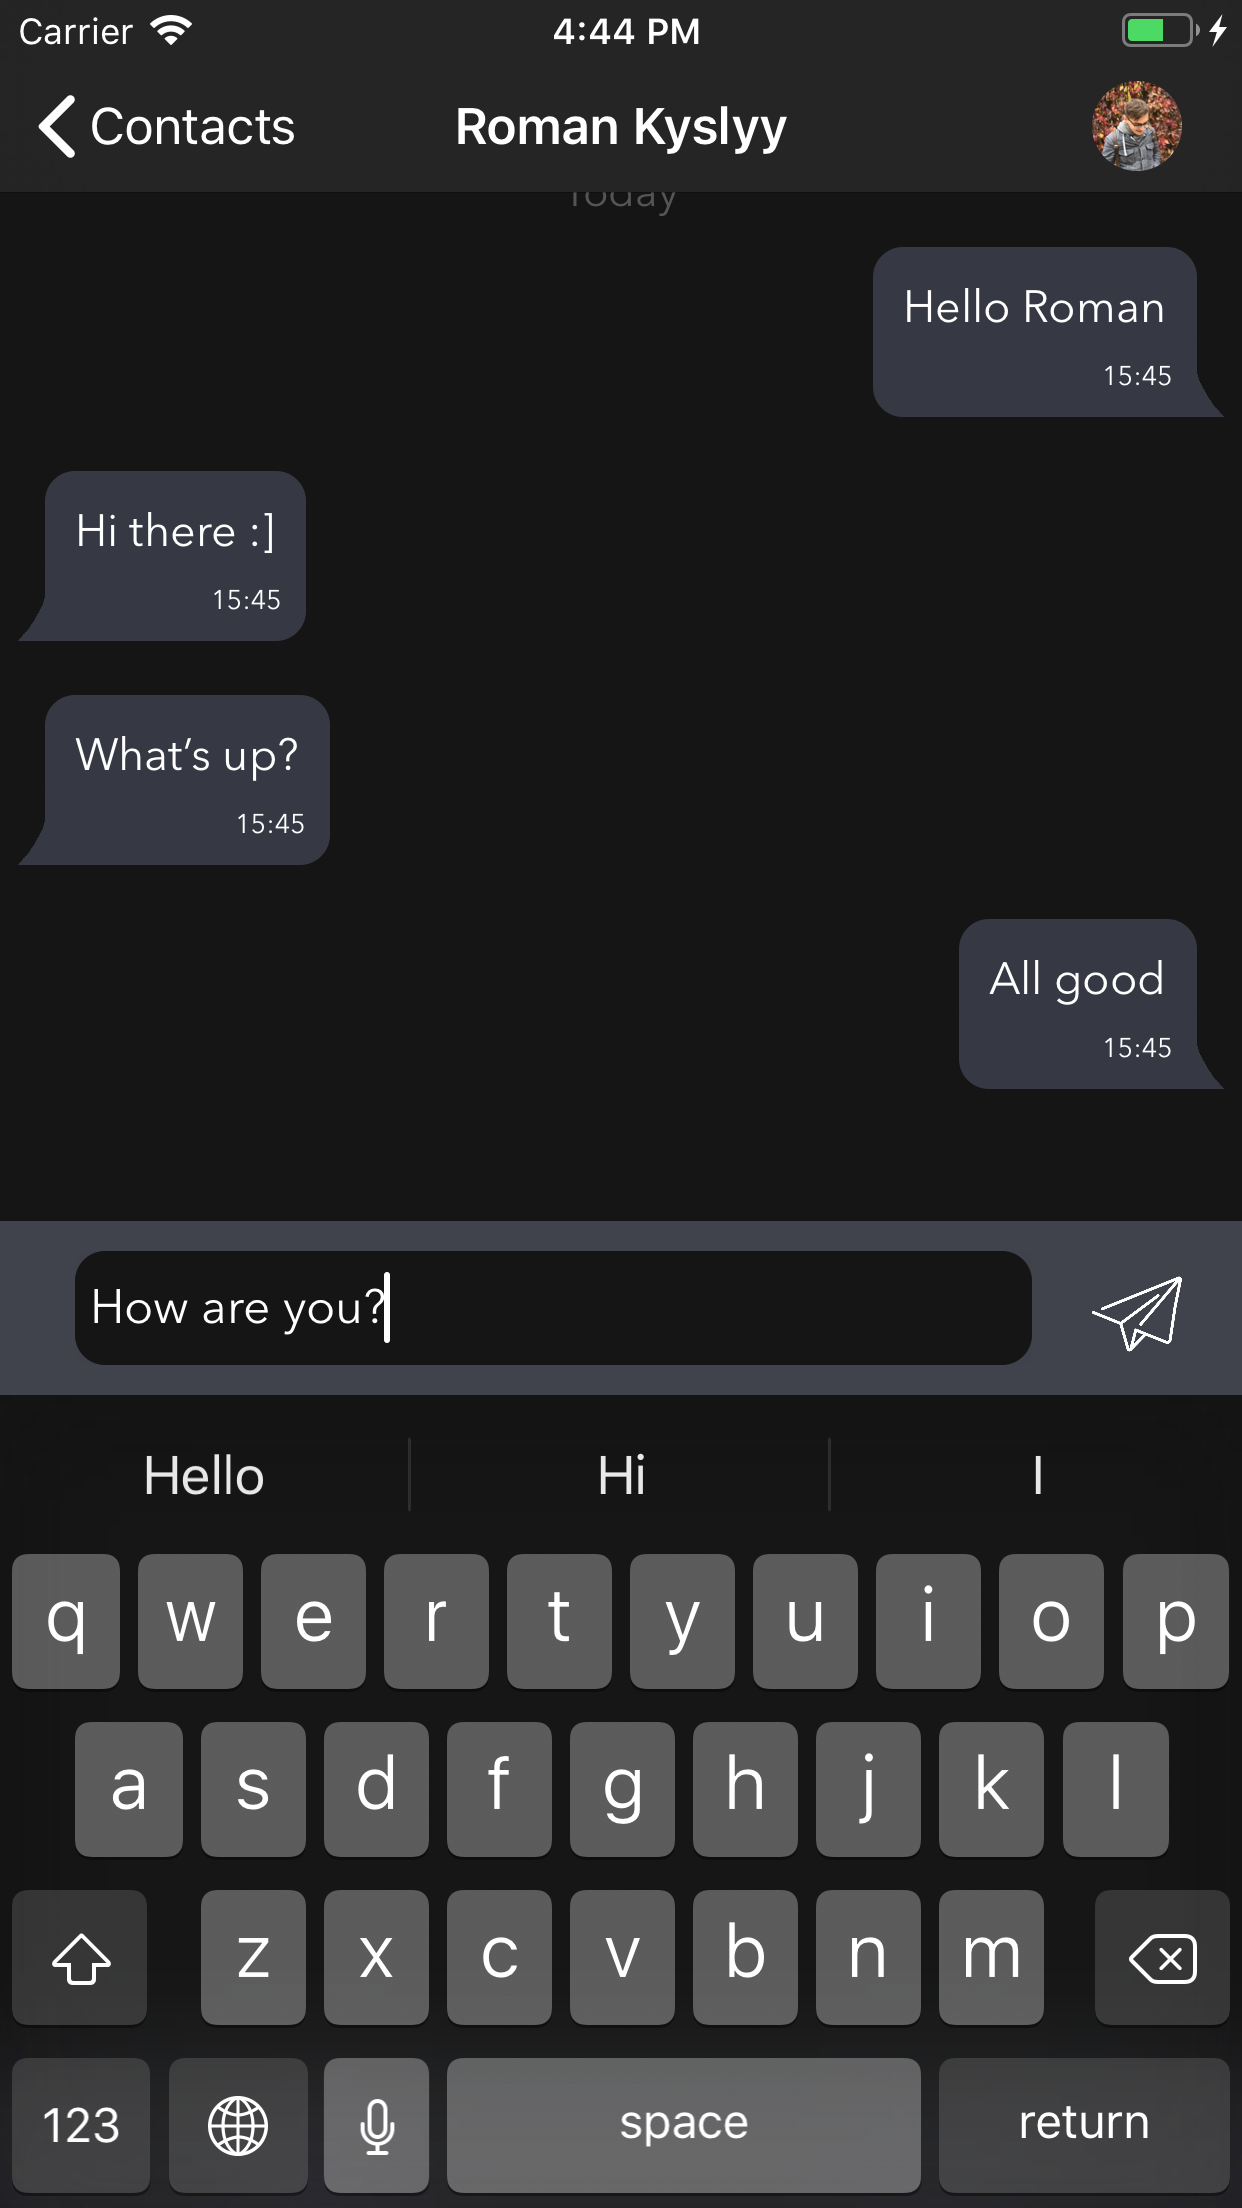 Carrier 4:44 PM
Contacts Roman Kyslyy
Today
Hello Roman
15:45
Hi there :]
15:45
What’s up?
15:45
All good
15:45
How are you?
Hello Hi I
q w e r t y u i o p
a s d f g h j k l
z x c v b n m
123 space return